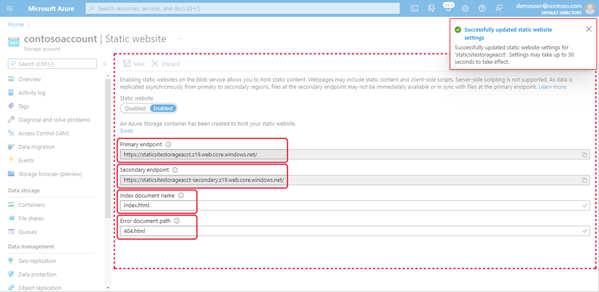 Microsoft Azure
Search resources, services, and docs (G+/)
demouser@contoso.com
DEFAULT DIRECTORY
Home >
contosoaccount | Static website
Storage account
Successfully updated static website
settings
Successfully updated static website settings for
'staticsitestorageacct'. Settings may take up to 30
seconds to take effect.
Search (Ctrl+/)
Save
Discard
Overview
Activity log
Tags
Diagnose and solve problems
Access Control (IAM)
Data migration
Events
Storage browser (preview)
Data storage
Containers
File shares
Queues
Data management
Geo-replication
Data protection
Object replication
Enabling static websites on the blob service allows you to host static content. Webpages may include static content and client-side scripts. Server-side scripting is not supported. As data is
replicated asynchronously from primary to secondary regions, files at the secondary endpoint may not be immediately available or in sync with files at the primary endpoint. Learn more
Static website
Disabled
Enabled
An Azure Storage container has been created to host your static website.
$web
Primary endpoint
https://staticsitestorageacct.z19.web.core.windows.net/
Secondary endpoint
https://staticsitestorageacct-secondary.z19.web.core.windows.net/
Index document name
index.html
Error document path
404.html